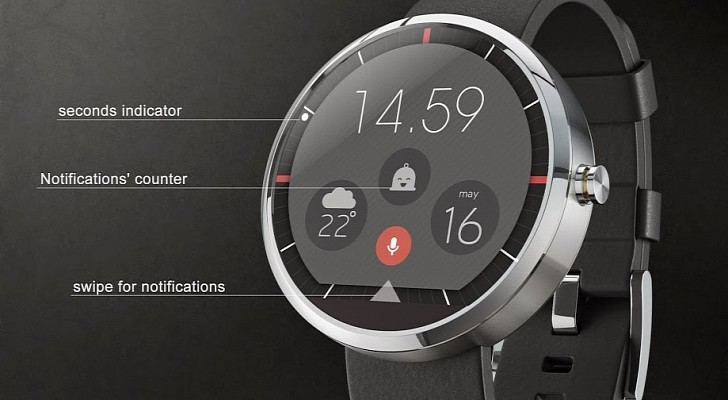 seconds indicator
14.59
Notifications' counter
may
22°
16
swipe for notifications